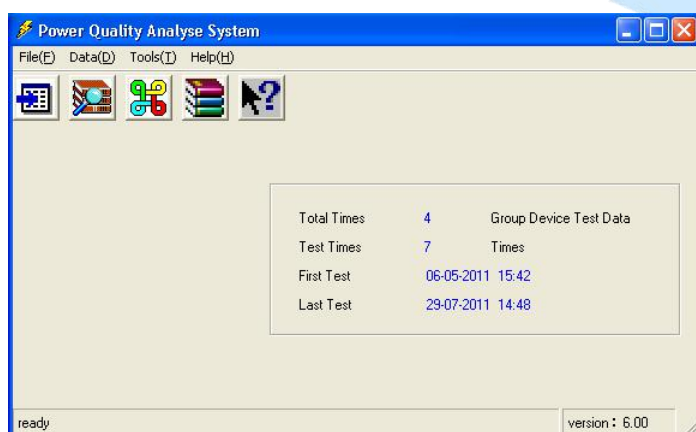 Power Quality Analyse System
File(F) Data(D) Tools(T) Help(H)
Total Times 4 Group Device Test Data
Test Times 7 Times
First Test 06-05-2011 15:42
Last Test 29-07-2011 14:48
ready version： 6.00